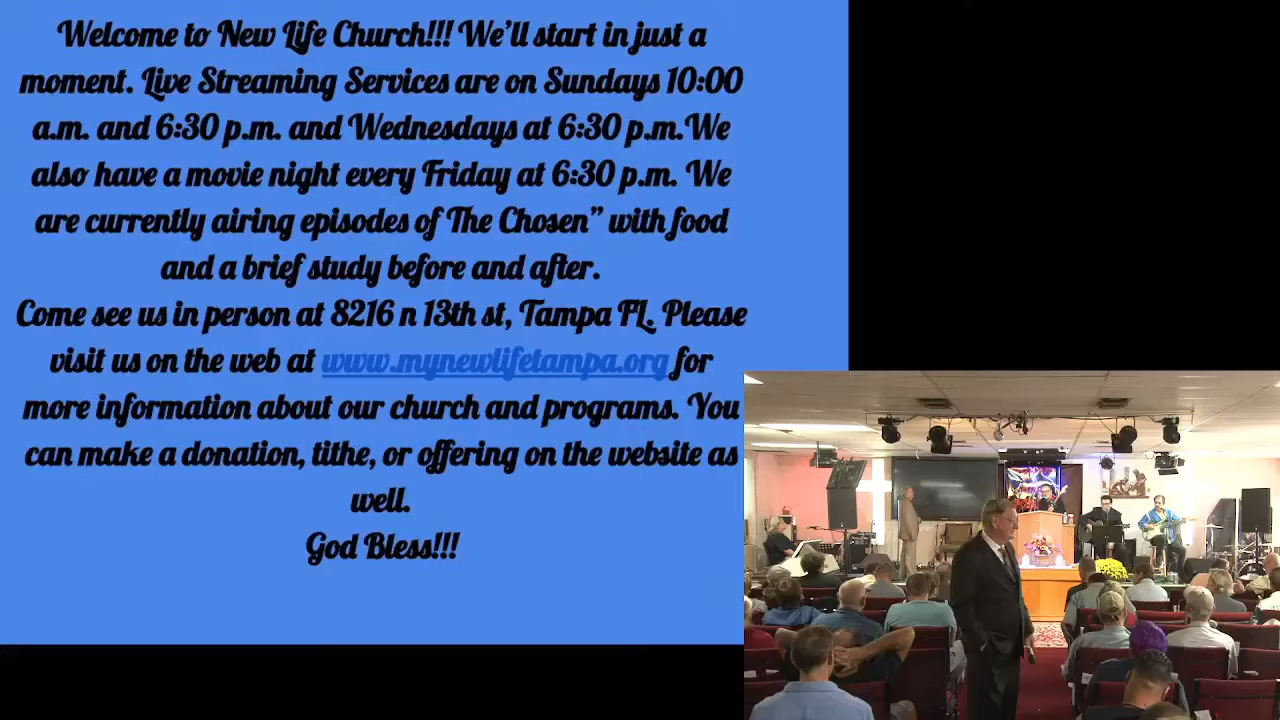 Welcome to New Life Church!!! We’ll start in just a
moment. Live Streaming Services are on Sundays 10:00
a.m. and 6:30 p.m. and Wednesdays at 6:30 p.m.We
also have a movie night every Friday at 6:30 p.m. We
are currently airing episodes of The Chosen” with food
and a brief study before and after.
Come see us in person at 8216 n 13th st, Tampa FL. Please
visit us on the web at www.mynewlifetampa.org for
more information about our church and programs. You
can make a donation, tithe, or offering on the website as
well.
God Bless!!!